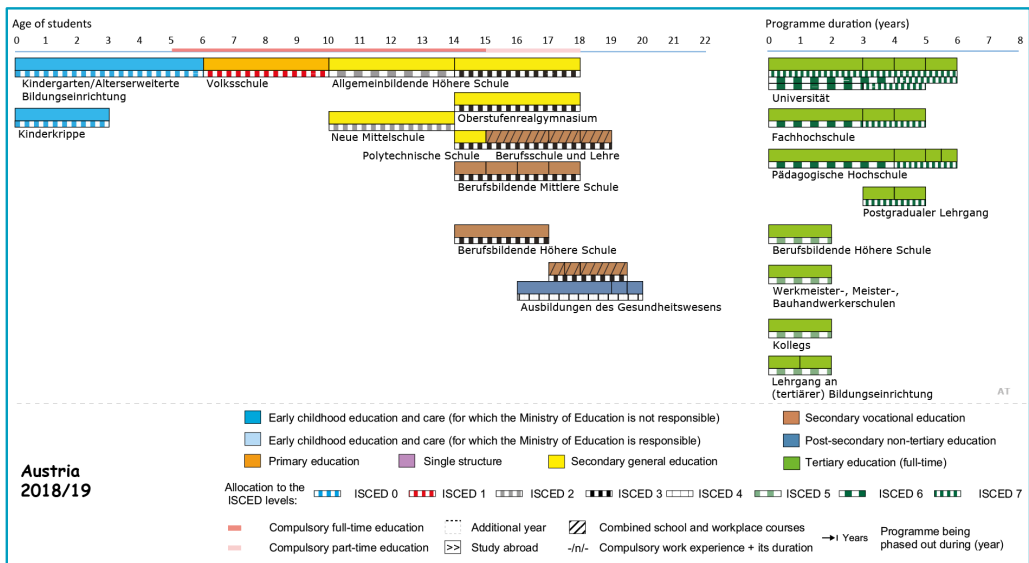 Age of students
Programme duration (years)
0 1 2 3 4 5 6 7 8 9 10 11 12 13 14 15 16 17 18 19 20 21 22
0 1 2 3 4 5 6 7 8
Kindergarten/Alterserweiterte
Bildungseinrichtung
Volksschule
Allgemeinbildende Höhere Schule
Universität
Oberstufenrealgymnasium
Kinderkrippe
Neue Mittelschule
Fachhochschule
Polytechnische Schule
Berufsschule und Lehre
Pädagogische Hochschule
Berufsbildende Mittlere Schule
Postgradualer Lehrgang
Berufsbildende Höhere Schule
Berufsbildende Höhere Schule
Werkmeister-, Meister-,
Bauhandwerkerschulen
Ausbildungen des Gesundheitswesens
Kollegs
Lehrgang an
(tertiärer) Bildungseinrichtung
AT
Early childhood education and care (for which the Ministry of Education is not responsible)
Secondary vocational education
Early childhood education and care (for which the Ministry of Education is responsible)
Post-secondary non-tertiary education
Primary education
Single structure
Secondary general education
Tertiary education (full-time)
Austria
2018/19
Allocation to the
ISCED levels:
ISCED 0
ISCED 1
ISCED 2
ISCED 3
ISCED 4
ISCED 5
ISCED 6
ISCED 7
Compulsory full-time education
Additional year
Combined school and workplace courses
Years
Programme being
phased out during (year)
Compulsory part-time education
>>
Study abroad
-/n/-
Compulsory work experience + its duration